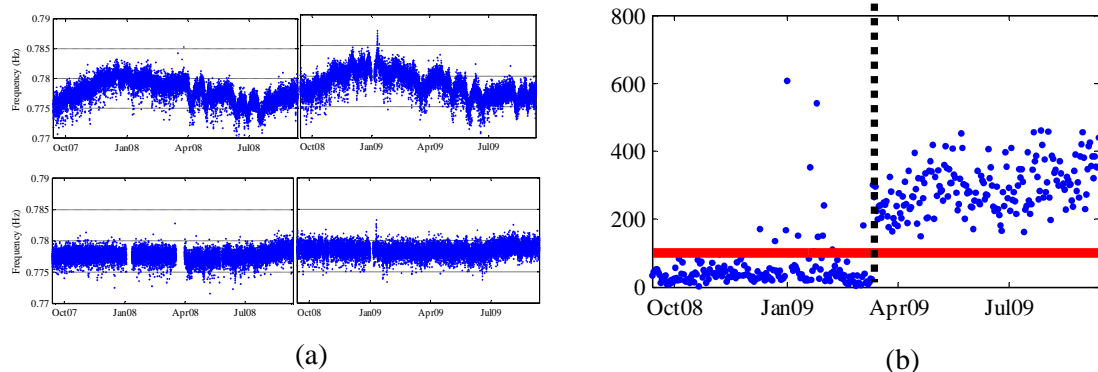 0.79
0.785
0.78
0.775
0.77
Frequency (Hz)
Oct07 Jan08 Apr08 Jul08
Oct08 Jan09 Apr09 Jul09
0.79
0.785
0.78
0.775
0.77
Frequency (Hz)
Oct07 Jan08 Apr08 Jul08
Oct08 Jan09 Apr09 Jul09
(a)
800
600
400
200
0
Oct08 Jan09 Apr09 Jul09
(b)